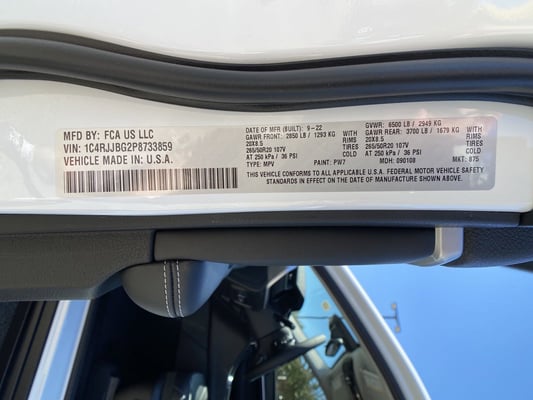 MFD BY: FCA US LLC
VIN: 1C4RJJBG2P8733859
VEHICLE MADE IN: U.S.A.
DATE OF MFR (BUILT): 9-22
GAWR FRONT: 2850 LB / 1293 KG WITH
20X8.5 RIMS
265/50R20 107V TIRES
AT 250 kPa / 36 PSI COLD
TYPE: MPV PAINT: PW7
GVWR: 6500 LB / 2949 KG
GAWR REAR: 3700 LB / 1679 KG WITH
20X8.5 RIMS
265/50R20 107V TIRES
AT 250 kPa / 36 PSI COLD
MDH: 090108 MKT: 875
THIS VEHICLE CONFORMS TO ALL APPLICABLE U.S.A. FEDERAL MOTOR VEHICLE SAFETY
STANDARDS IN EFFECT ON THE DATE OF MANUFACTURE SHOWN ABOVE.